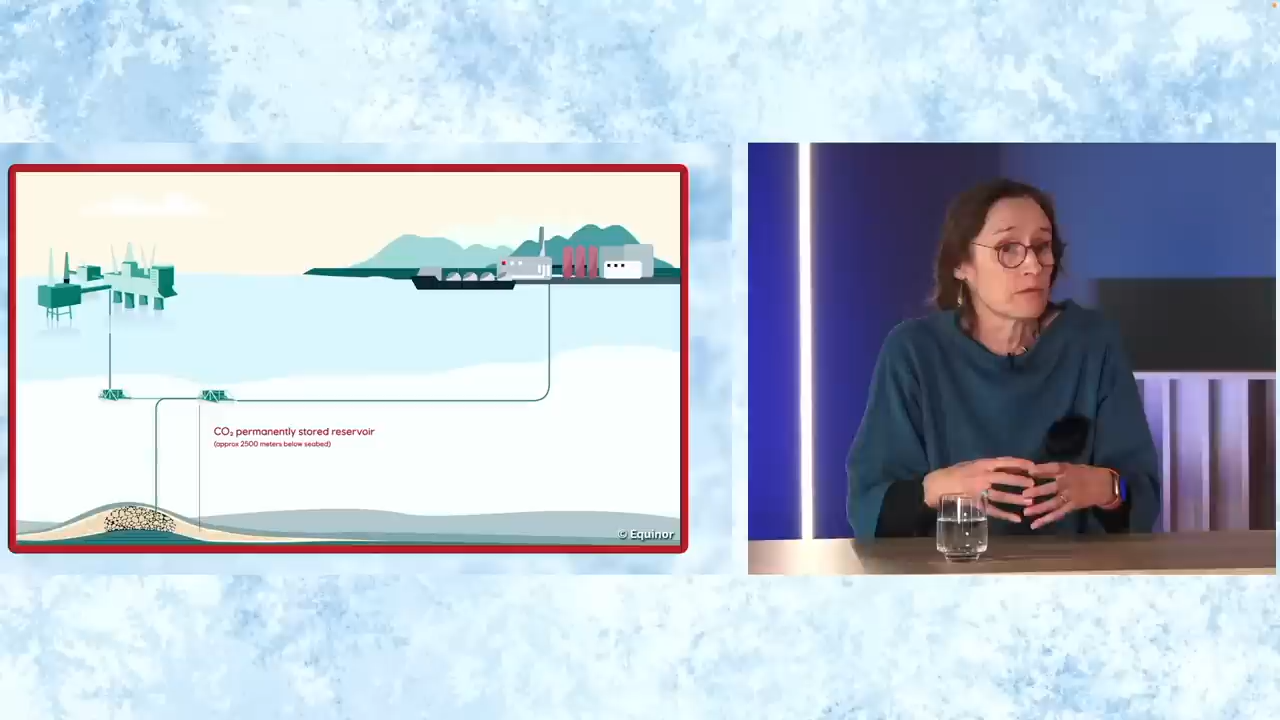 CO₂ permanently stored reservoir
(approx 2500 meters below seabed)
© Equinor